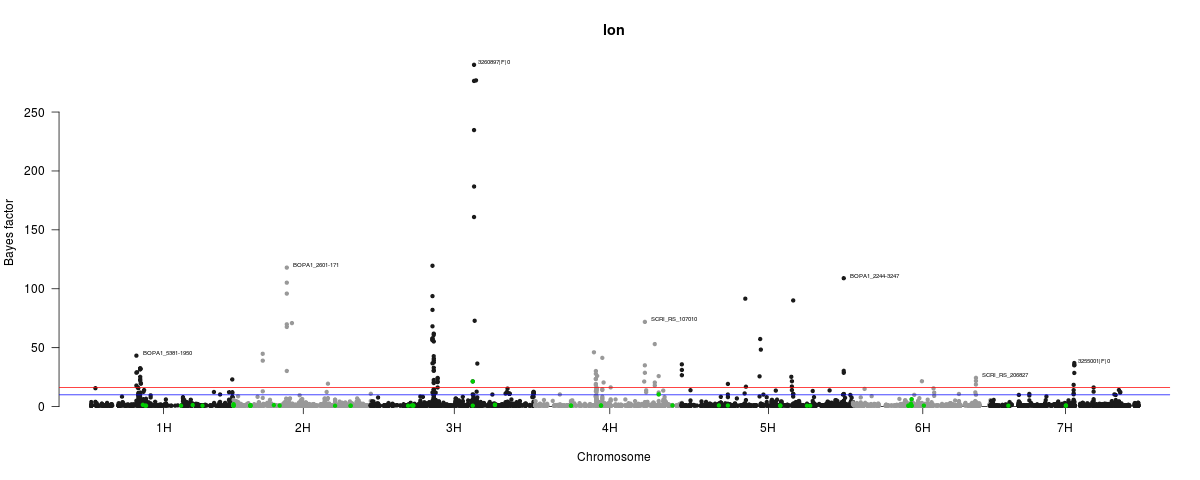 Ion
3260897|F|0
250
200
BOPA1_2601-171
BOPA1_2244-3247
150
Bayes factor
100
SCRI_RS_107010
50
BOPA1_5381-1950
3255001|F|0
SCRI_RS_206827
0
1H 2H 3H 4H 5H 6H 7H
Chromosome